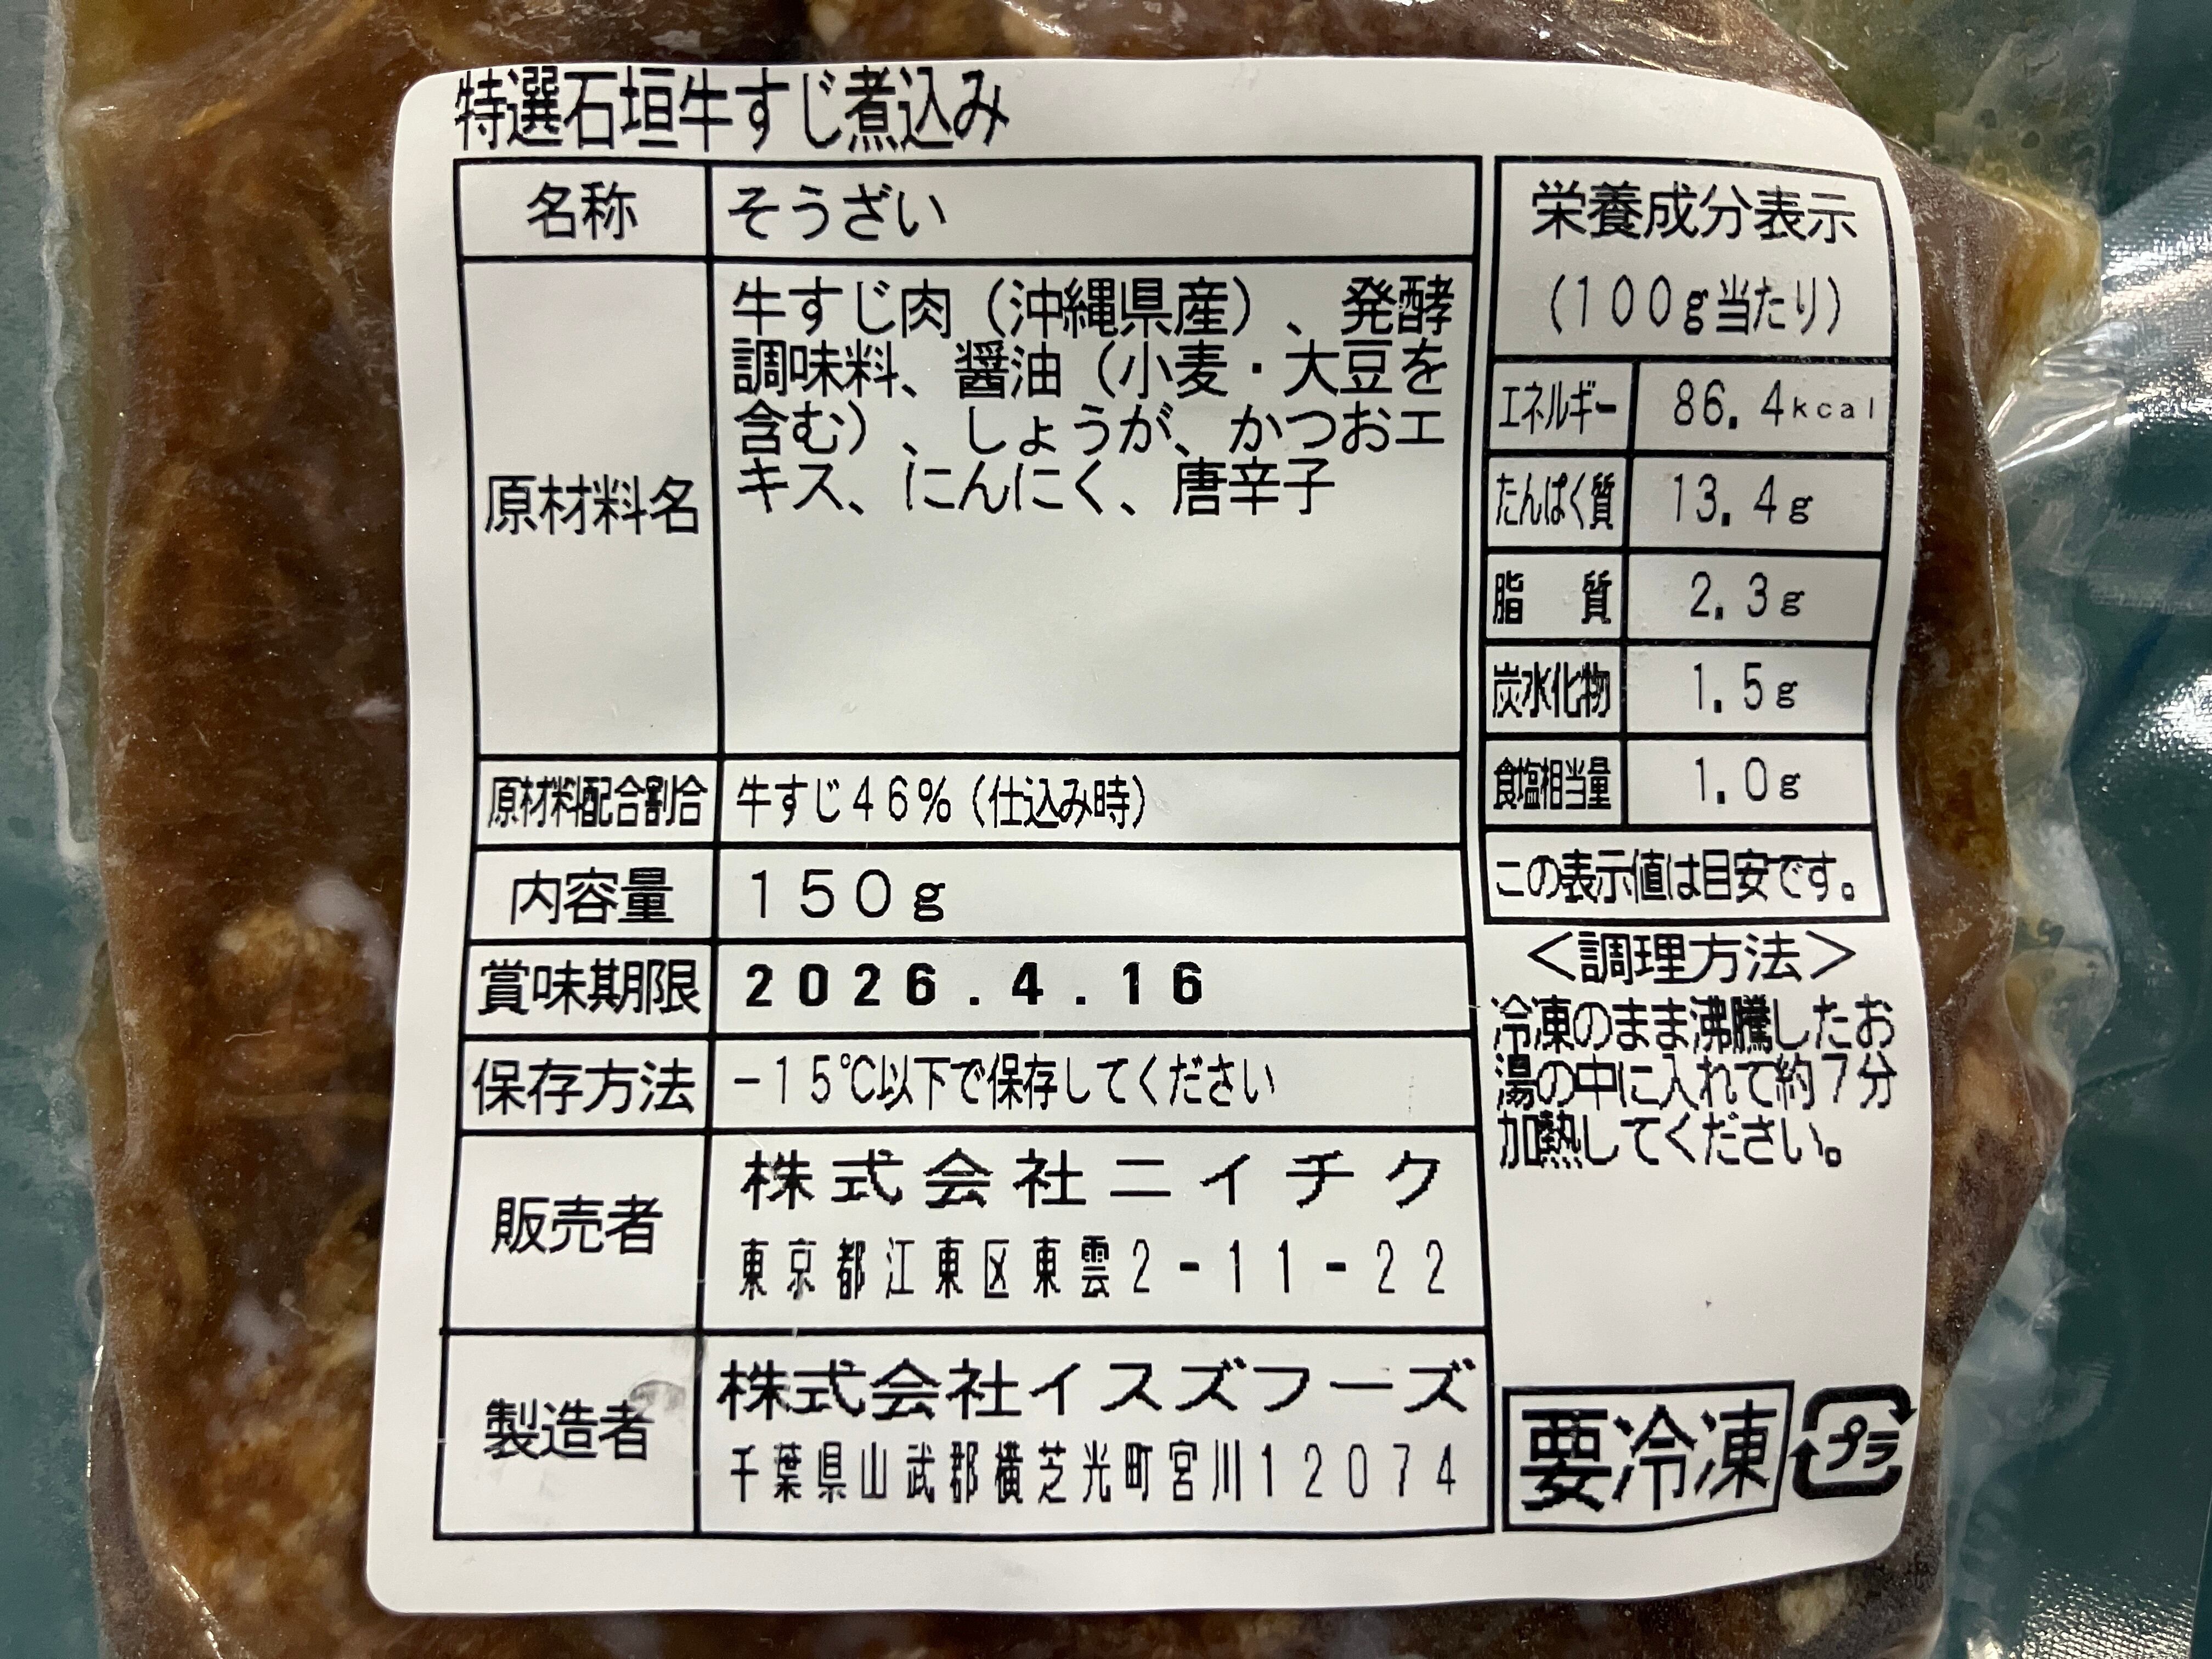 特選石垣牛すじ煮込み
名称 そうざい
原材料名 牛すじ肉（沖縄県産）、発酵
調味料、醤油（小麦・大豆を
含む）、しょうが、かつおエ
キス、にんにく、唐辛子
原材料配合割合 牛すじ46%（仕込み時）
内容量 150g
賞味期限 2026.4.16
保存方法 -15℃以下で保存してください
販売者 株式会社ニイチク
東京都江東区東雲2-11-22
製造者 株式会社イスズフーズ
千葉県山武郡横芝光町宮川12074
栄養成分表示
（100g当たり）
エネルギー 86.4kcal
たんぱく質 13.4g
脂質 2.3g
炭水化物 1.5g
食塩相当量 1.0g
この表示値は目安です。
＜調理方法＞
冷凍のまま沸騰したお
湯の中に入れて約7分
加熱してください。
要冷凍
プラ